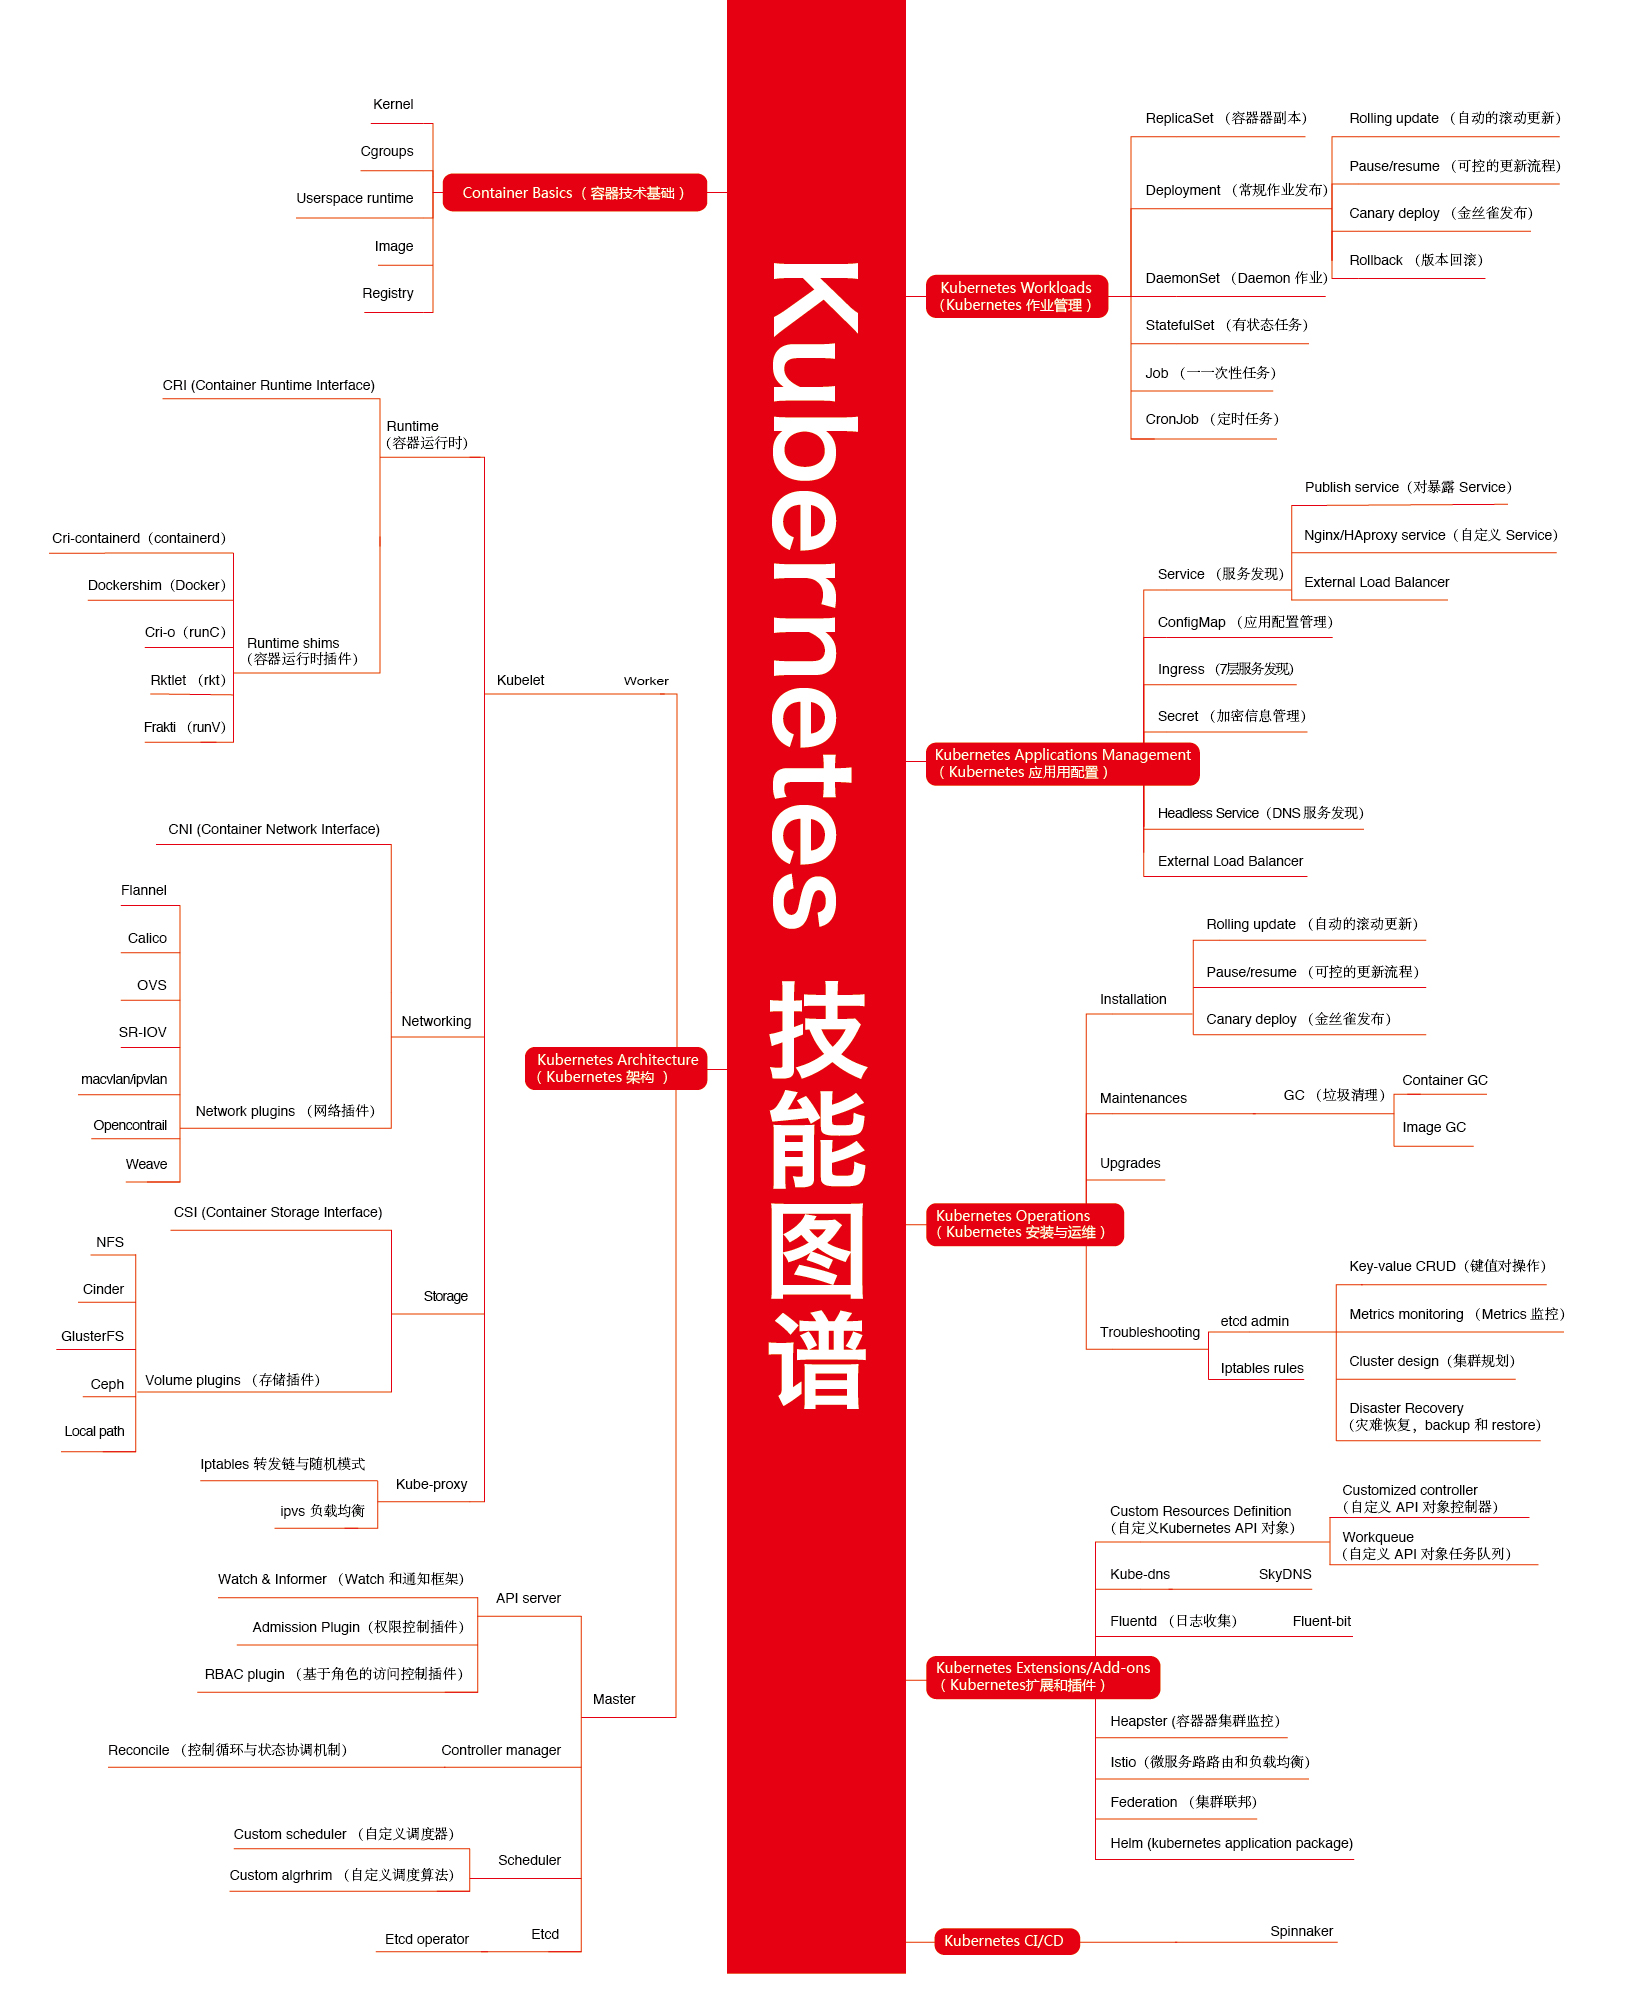 Kubernetes 技能图谱
Container Basics（容器技术基础）
Kernel
Cgroups
Userspace runtime
Image
Registry
Kubernetes Architecture
（Kubernetes 架构 ）
Worker
Kubelet
Runtime
（容器运行时）
CRI (Container Runtime Interface)
Runtime shims
（容器运行时插件）
Cri-containerd（containerd）
Dockershim（Docker）
Cri-o（runC）
Rktlet （rkt）
Frakti （runV）
Networking
CNI (Container Network Interface)
Network plugins （网络插件）
Flannel
Calico
OVS
SR-IOV
macvlan/ipvlan
Opencontrail
Weave
Storage
CSI (Container Storage Interface)
Volume plugins （存储插件）
NFS
Cinder
GlusterFS
Ceph
Local path
Kube-proxy
Iptables 转发链与随机模式
ipvs 负载均衡
Master
API server
Watch & Informer （Watch 和通知框架）
Admission Plugin（权限控制插件）
RBAC plugin （基于角色的访问控制插件）
Controller manager
Reconcile （控制循环与状态协调机制）
Scheduler
Custom scheduler （自定义调度器）
Custom algrhrim （自定义调度算法）
Etcd
Etcd operator
Kubernetes Workloads
（Kubernetes 作业管理）
ReplicaSet （容器器副本）
Deployment （常规作业发布）
Rolling update （自动的滚动更新）
Pause/resume （可控的更新流程）
Canary deploy （金丝雀发布）
Rollback （版本回滚）
DaemonSet （Daemon 作业）
StatefulSet （有状态任务）
Job （一一次性任务）
CronJob （定时任务）
Kubernetes Applications Management
（Kubernetes 应用用配置）
Service （服务发现）
Publish service（对暴露 Service）
Nginx/HAproxy service（自定义 Service）
External Load Balancer
ConfigMap （应用配置管理）
Ingress （7层服务发现）
Secret （加密信息管理）
Headless Service（DNS 服务发现）
External Load Balancer
Kubernetes Operations
（Kubernetes 安装与运维）
Installation
Rolling update （自动的滚动更新）
Pause/resume （可控的更新流程）
Canary deploy （金丝雀发布）
Maintenances
GC （垃圾清理）
Container GC
Image GC
Upgrades
Troubleshooting
etcd admin
Key-value CRUD（键值对操作）
Metrics monitoring （Metrics 监控）
Cluster design（集群规划）
Disaster Recovery
（灾难恢复，backup 和 restore）
Iptables rules
Kubernetes Extensions/Add-ons
（Kubernetes扩展和插件）
Custom Resources Definition
（自定义Kubernetes API 对象）
Customized controller
（自定义 API 对象控制器）
Workqueue
（自定义 API 对象任务队列）
Kube-dns
SkyDNS
Fluentd （日志收集）
Fluent-bit
Heapster (容器器集群监控）
Istio（微服务路路由和负载均衡）
Federation （集群联邦）
Helm (kubernetes application package)
Kubernetes CI/CD
Spinnaker